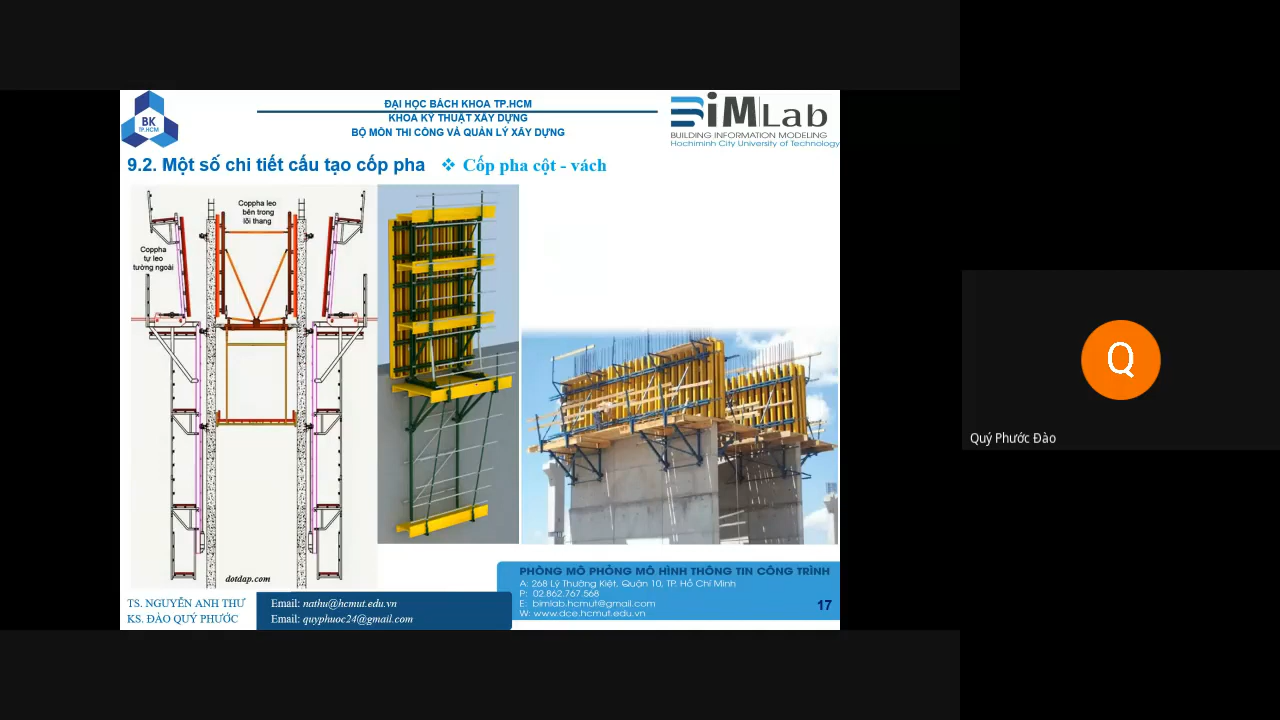 BK
TP.HCM
ĐẠI HỌC BÁCH KHOA TP.HCM
KHOA KỸ THUẬT XÂY DỰNG
BỘ MÔN THI CÔNG VÀ QUẢN LÝ XÂY DỰNG
BiMLab
BUILDING INFORMATION MODELING
Hochiminh City University of Technology
9.2. Một số chi tiết cấu tạo cốp pha ❖ Cốp pha cột - vách
Coppha leo
bên trong
lõi thang
Coppha
tự leo
tường ngoài
dotdap.com
Q
Quý Phước Đào
PHÒNG MÔ PHỎNG MÔ HÌNH THÔNG TIN CÔNG TRÌNH
A: 268 Lý Thường Kiệt, Quận 10, TP. Hồ Chí Minh
P: 02.862.767.568
E: bimlab.hcmut@gmail.com
W: www.dce.hcmut.edu.vn
17
TS. NGUYỄN ANH THƯ
KS. ĐÀO QUÝ PHƯỚC
Email: nathu@hcmut.edu.vn
Email: quyphuoc24@gmail.com